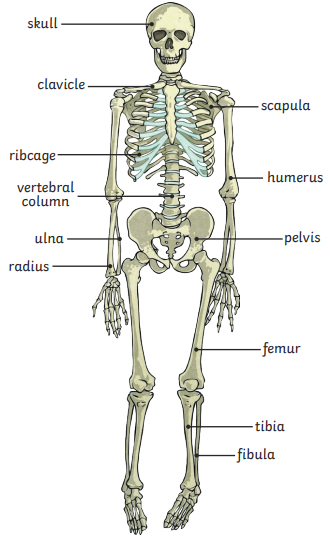 skull
clavicle
scapula
ribcage
humerus
vertebral
column
ulna
pelvis
radius
femur
tibia
fibula